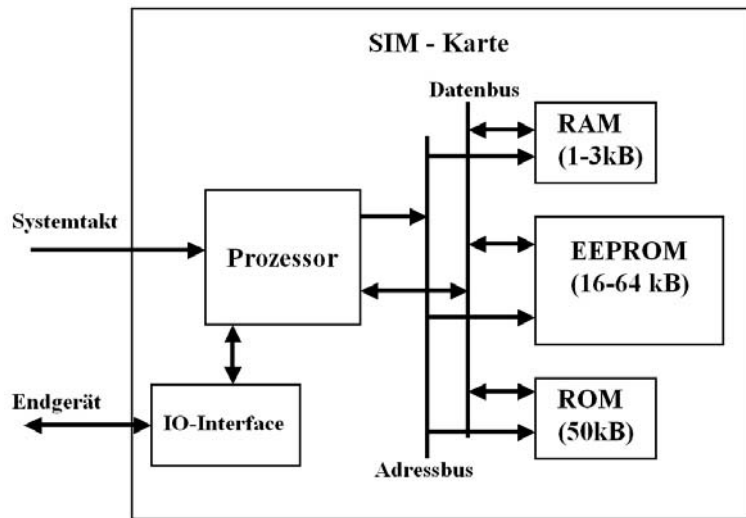 SIM - Karte
Datenbus
RAM
(1-3kB)
Systemtakt
Prozessor
EEPROM
(16-64 kB)
Endgerät
IO-Interface
ROM
(50kB)
Adressbus